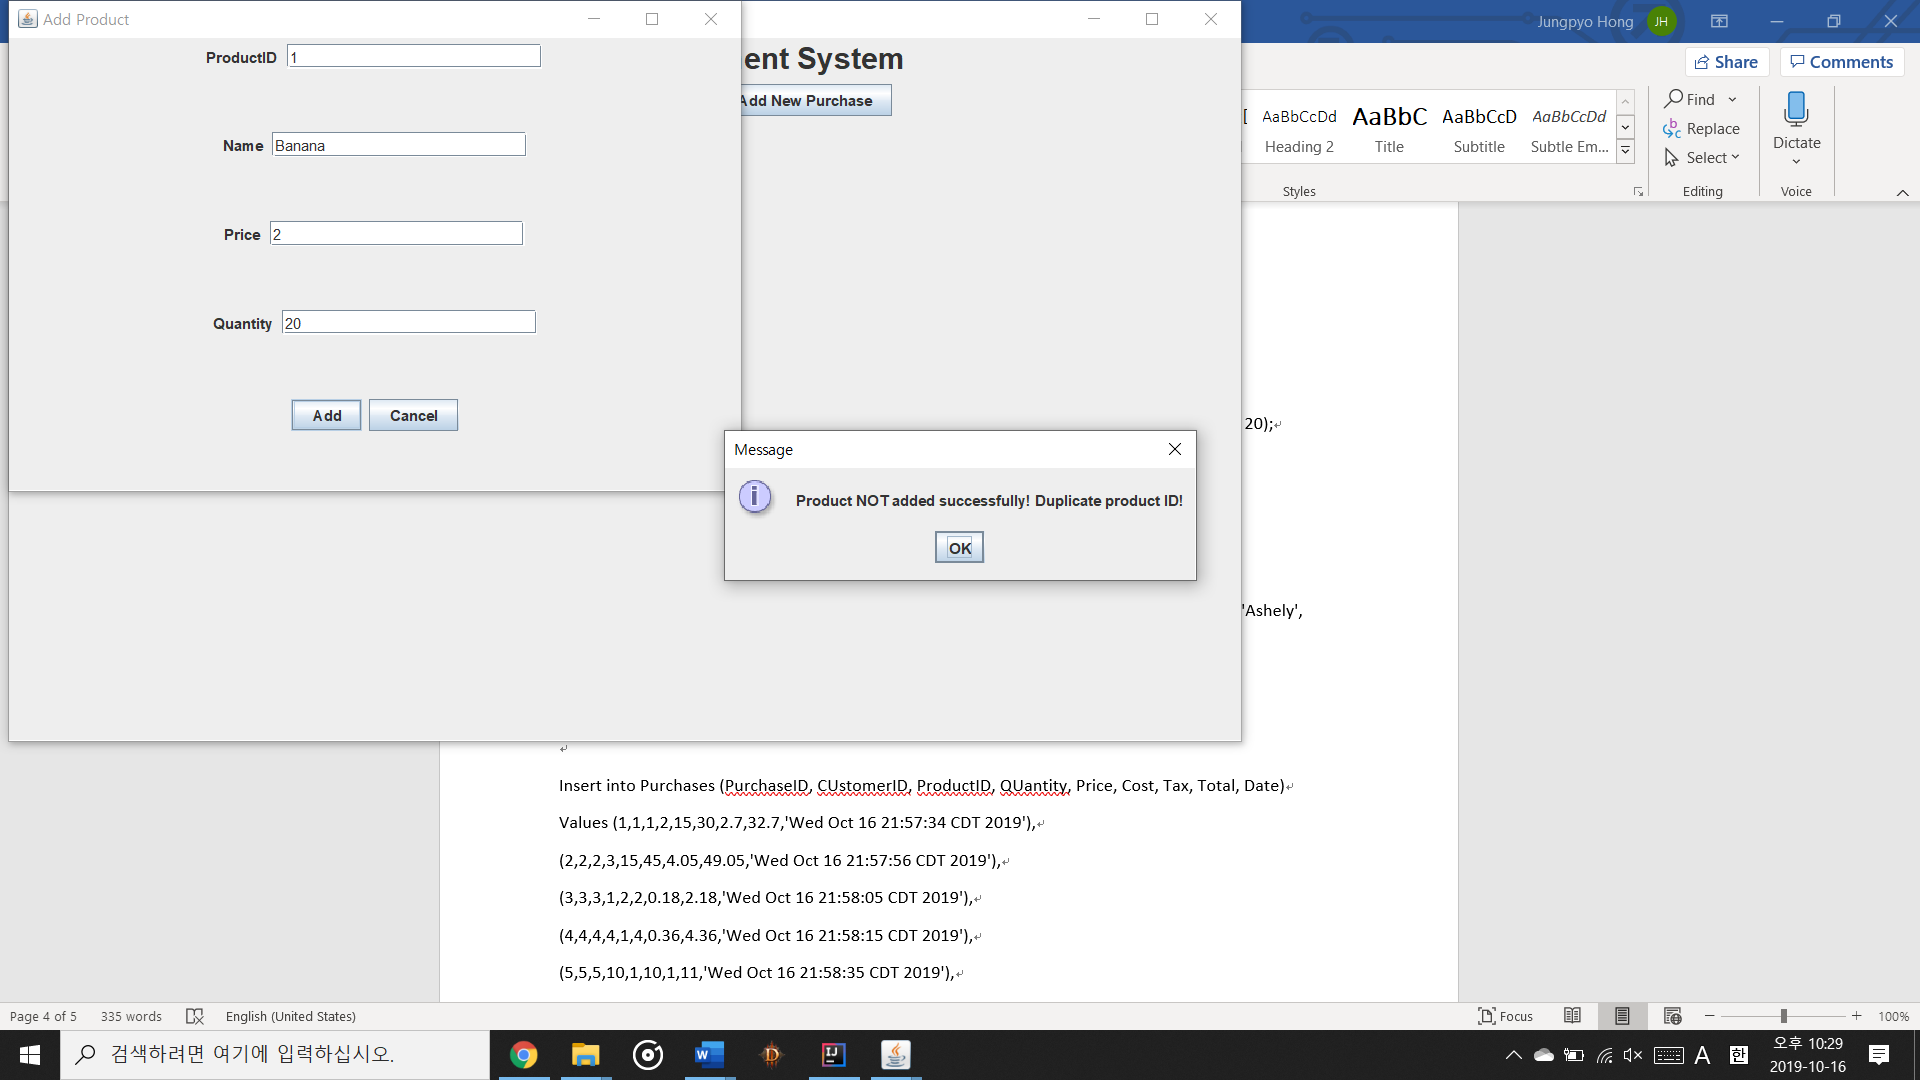 Add Product
ProductID 1
Name Banana
Price 2
Quantity 20
Add Cancel
ent System
Add New Purchase
Message
Product NOT added successfully! Duplicate product ID!
OK
Jungpyo Hong JH
Share Comments
AaBbCcDd AaBbC AaBbCcD AaBbCcDd
Heading 2 Title Subtitle Subtle Em...
Styles
Find
Replace
Select
Editing
Dictate
Voice
20);
'Ashely',
Insert into Purchases (PurchaseID, CUstomerID, ProductID, QUantity, Price, Cost, Tax, Total, Date)
Values (1,1,1,2,15,30,2.7,32.7,'Wed Oct 16 21:57:34 CDT 2019'),
(2,2,2,3,15,45,4.05,49.05,'Wed Oct 16 21:57:56 CDT 2019'),
(3,3,3,1,2,2,0.18,2.18,'Wed Oct 16 21:58:05 CDT 2019'),
(4,4,4,4,1,4,0.36,4.36,'Wed Oct 16 21:58:15 CDT 2019'),
(5,5,5,10,1,10,1,11,'Wed Oct 16 21:58:35 CDT 2019'),
Page 4 of 5 335 words English (United States) Focus 100%
검색하려면 여기에 입력하십시오.
W IJ A 한
오후 10:29
2019-10-16